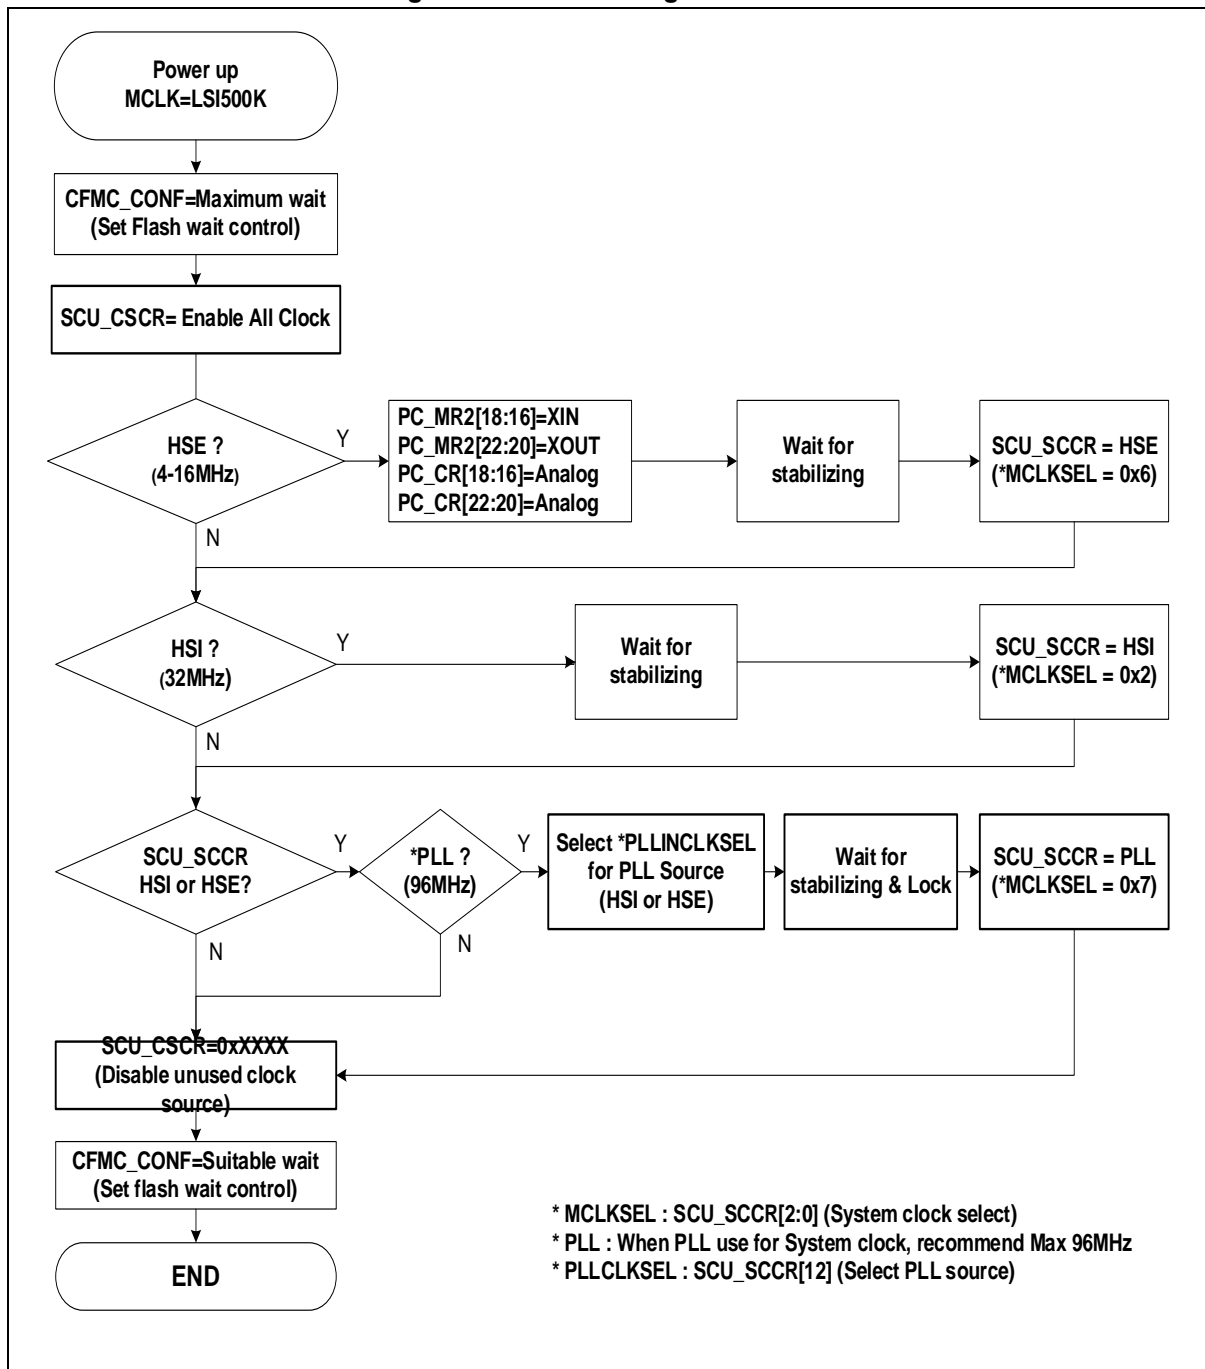 Power up
MCLK=LSI500K
CFMC_CONF=Maximum wait
(Set Flash wait control)
SCU_CSCR= Enable All Clock
HSE ?
(4-16MHz)
Y
N
PC_MR2[18:16]=XIN
PC_MR2[22:20]=XOUT
PC_CR[18:16]=Analog
PC_CR[22:20]=Analog
Wait for
stabilizing
SCU_SCCR = HSE
(*MCLKSEL = 0x6)
HSI ?
(32MHz)
Y
N
Wait for
stabilizing
SCU_SCCR = HSI
(*MCLKSEL = 0x2)
SCU_SCCR
HSI or HSE?
Y
N
*PLL ?
(96MHz)
Y
N
Select *PLLINCLKSEL
for PLL Source
(HSI or HSE)
Wait for
stabilizing & Lock
SCU_SCCR = PLL
(*MCLKSEL = 0x7)
SCU_CSCR=0xXXXX
(Disable unused clock
source)
CFMC_CONF=Suitable wait
(Set flash wait control)
END
* MCLKSEL : SCU_SCCR[2:0] (System clock select)
* PLL : When PLL use for System clock, recommend Max 96MHz
* PLLCLKSEL : SCU_SCCR[12] (Select PLL source)